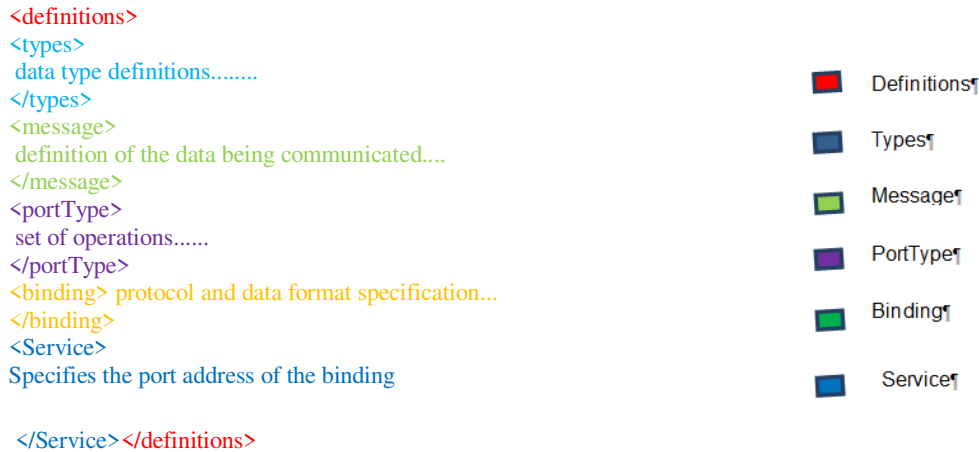 <definitions>
<types>
data type definitions........
</types>
<message>
definition of the data being communicated....
</message>
<portType>
set of operations......
</portType>
<binding> protocol and data format specification...
</binding>
<Service>
Specifies the port address of the binding
</Service></definitions>
Definitions¶
Types¶
Message¶
PortType¶
Binding¶
Service¶